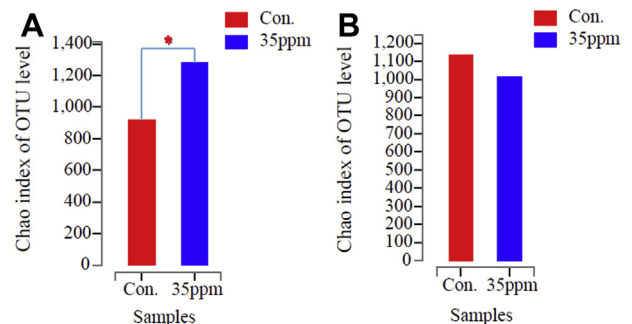 A
Con.
35ppm
*
Chao index of OTU level
1,400
1,200
1,000
800
600
400
200
0
Con. 35ppm
Samples
B
Con.
35ppm
Chao index of OTU level
1,200
1,100
1,000
900
800
700
600
500
400
300
200
100
0
Con. 35ppm
Samples